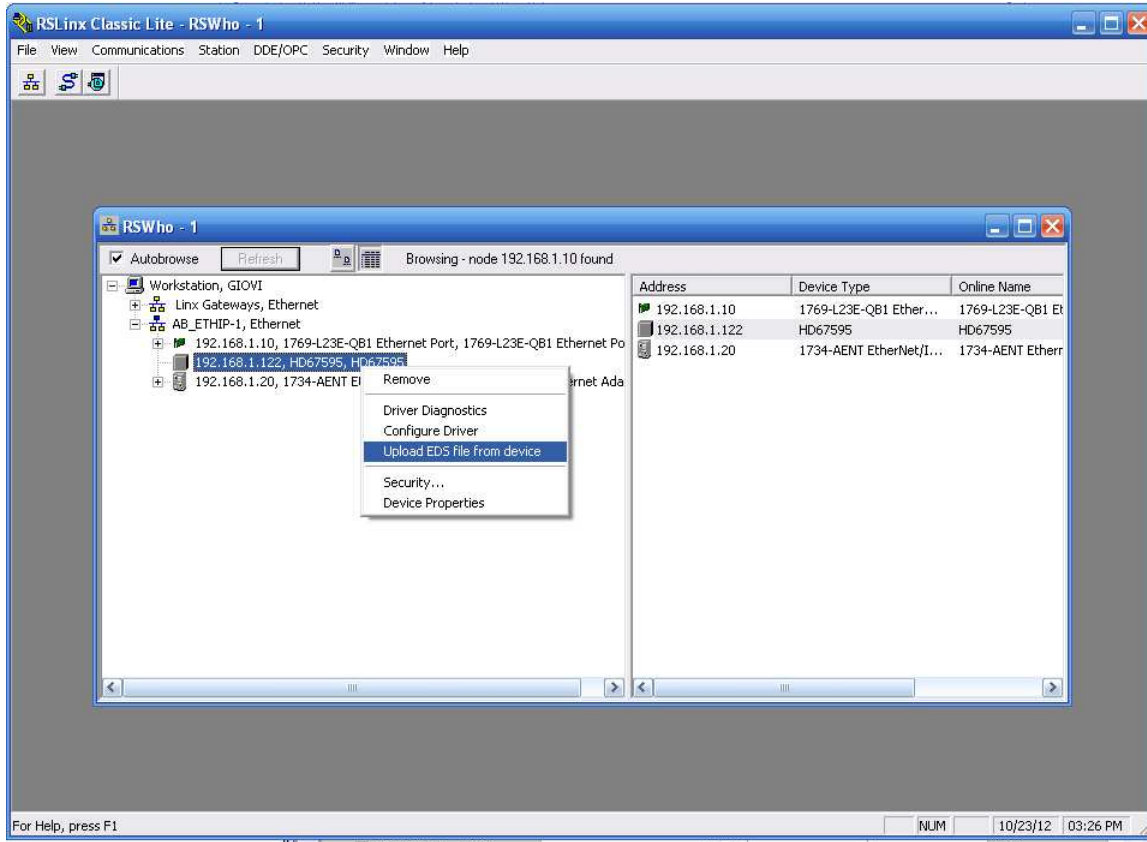 RSLinx Classic Lite - RSWho - 1
File View Communications Station DDE/OPC Security Window Help
RSWho - 1
Autobrowse Refresh Browsing - node 192.168.1.10 found
Workstation, GIOVI
Linx Gateways, Ethernet
AB_ETHIP-1, Ethernet
192.168.1.10, 1769-L23E-QB1 Ethernet Port, 1769-L23E-QB1 Ethernet Po
192.168.1.122, HD67595, HD67595
192.168.1.20, 1734-AENT E rnet Ada
Remove
Driver Diagnostics
Configure Driver
Upload EDS file from device
Security...
Device Properties
Address Device Type Online Name
192.168.1.10 1769-L23E-QB1 Ether... 1769-L23E-QB1 Et
192.168.1.122 HD67595 HD67595
192.168.1.20 1734-AENT EtherNet/I... 1734-AENT Etherr
For Help, press F1 NUM 10/23/12 03:26 PM